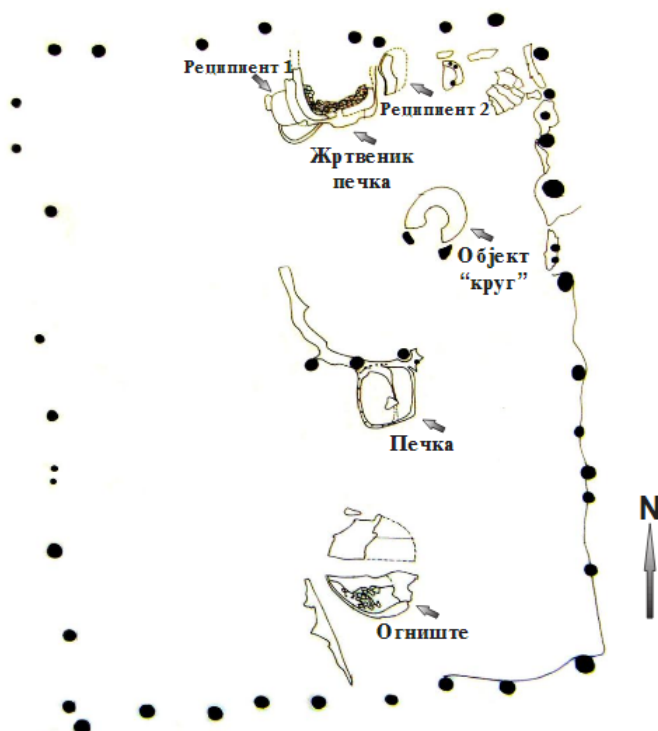 Реципиент 1
Реципиент 2
Жртвеник
печка
Објект
“круг”
Печка
N
Огниште